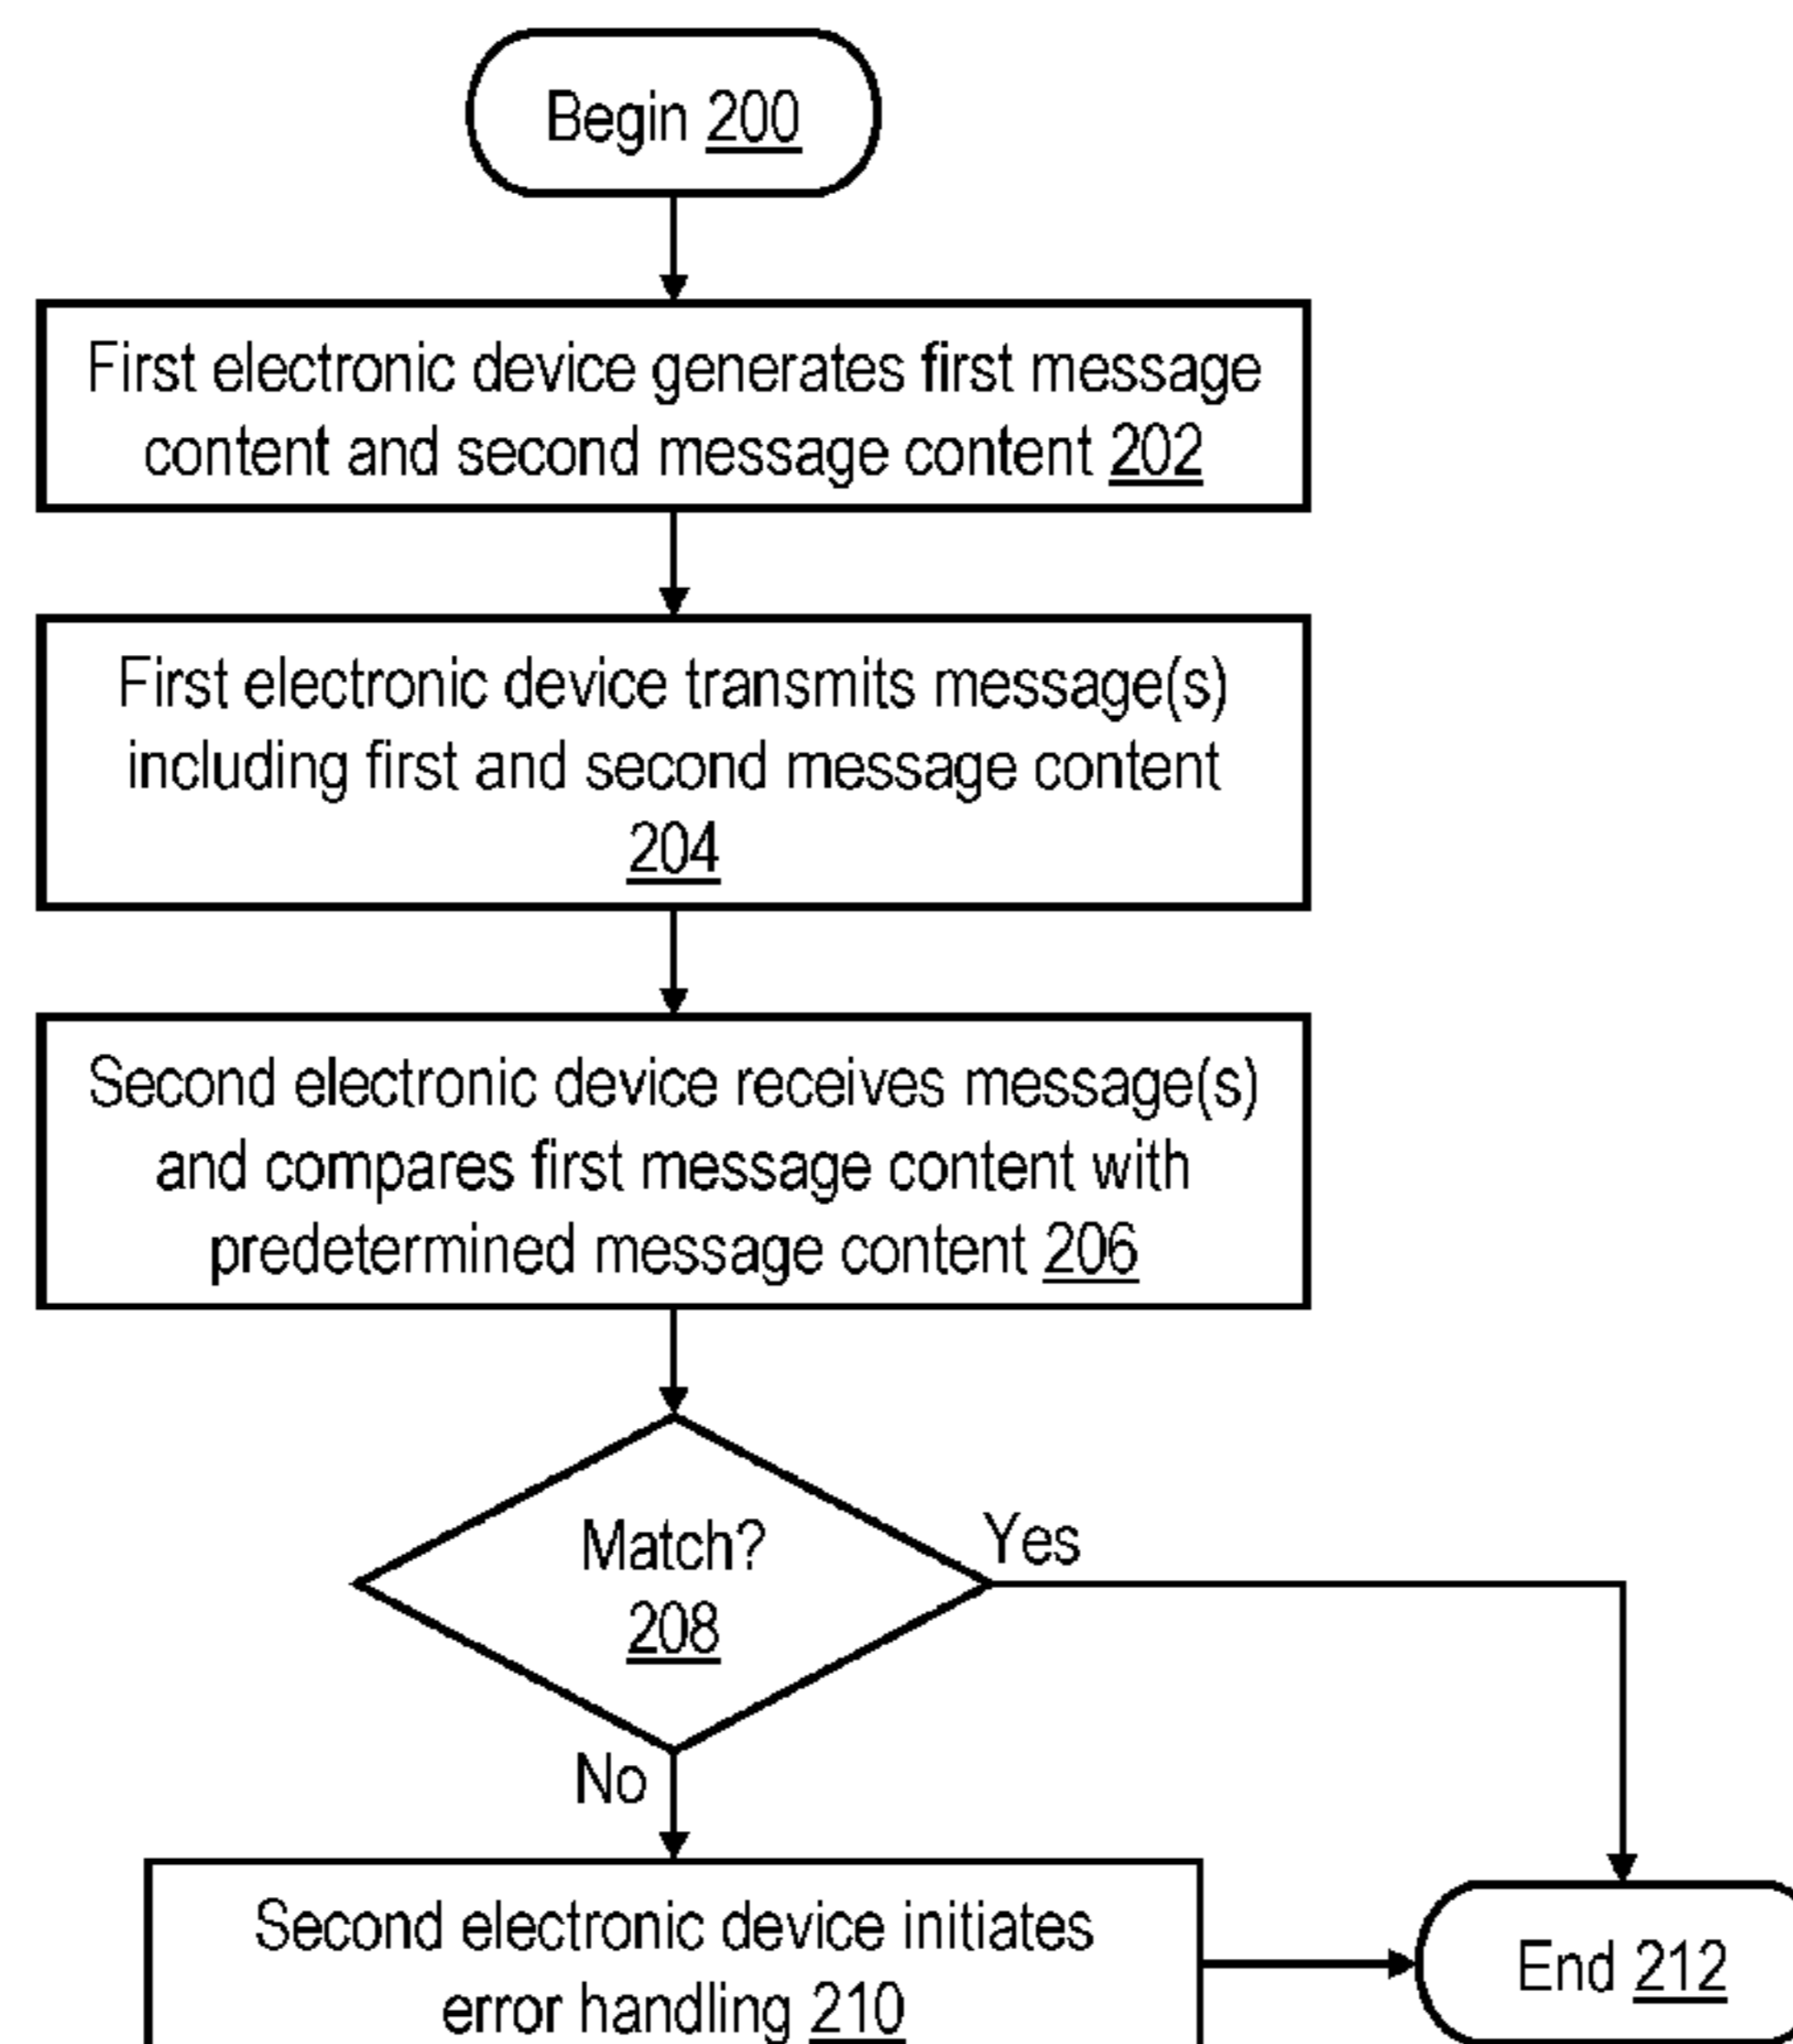 Begin 200
First electronic device generates first message
content and second message content 202
First electronic device transmits message(s)
including first and second message content
204
Second electronic device receives message(s)
and compares first message content with
predetermined message content 206
Match?
208
Yes
No
Second electronic device initiates
error handling 210
End 212